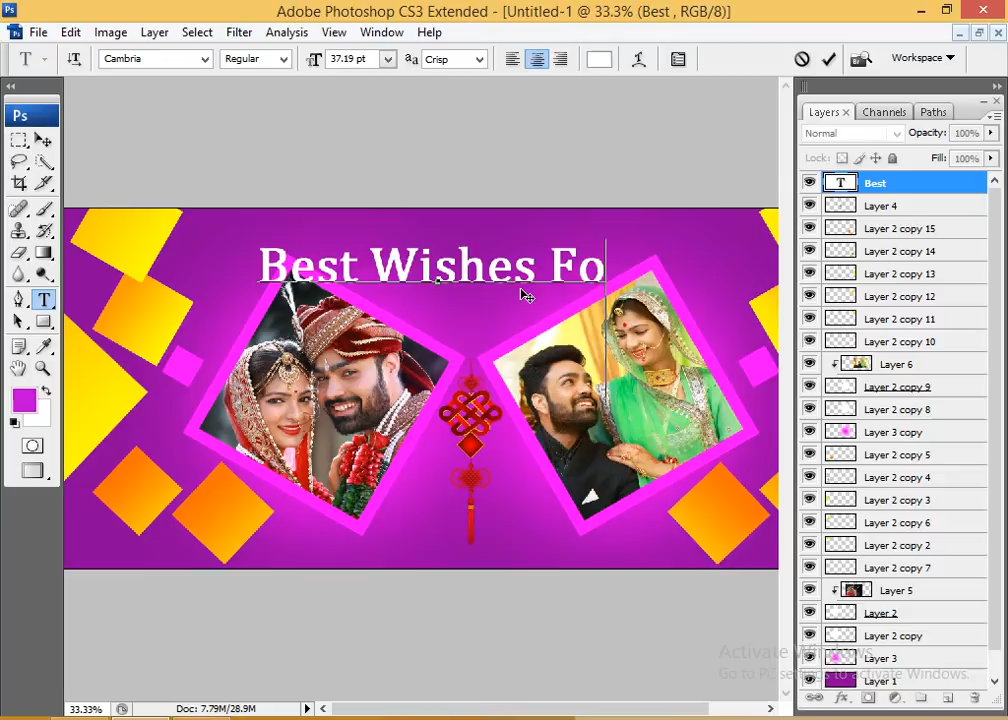 Ps Adobe Photoshop CS3 Extended - [Untitled-1 @ 33.3% (Best , RGB/8)]
Ps File Edit Image Layer Select Filter Analysis View Window Help
T Cambria Regular 37.19 pt Crisp Workspace
Ps
Layers Channels Paths
Normal Opacity: 100%
Lock: Fill: 100%
T Best
Layer 4
Layer 2 copy 15
Layer 2 copy 14
Layer 2 copy 13
Layer 2 copy 12
Layer 2 copy 11
Layer 2 copy 10
Layer 6
Layer 2 copy 9
Layer 2 copy 8
Layer 3 copy
Layer 2 copy 5
Layer 2 copy 4
Layer 2 copy 3
Layer 2 copy 6
Layer 2 copy 2
Layer 2 copy 7
Layer 5
Layer 2
Layer 2 copy
Layer 3
Layer 1
Best Wishes Fo
Activate Windows
Go to PC settings to activate Windows.
33.33% Doc: 7.79M/28.9M